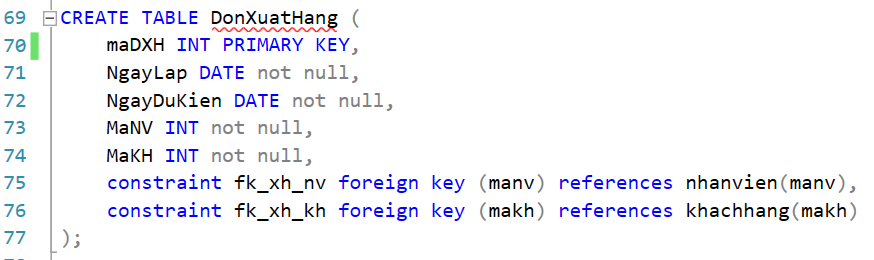 69 CREATE TABLE DonXuatHang (
70 maDXH INT PRIMARY KEY,
71 NgayLap DATE not null,
72 NgayDuKien DATE not null,
73 MaNV INT not null,
74 MaKH INT not null,
75 constraint fk_xh_nv foreign key (manv) references nhanvien(manv),
76 constraint fk_xh_kh foreign key (makh) references khachhang(makh)
77 );